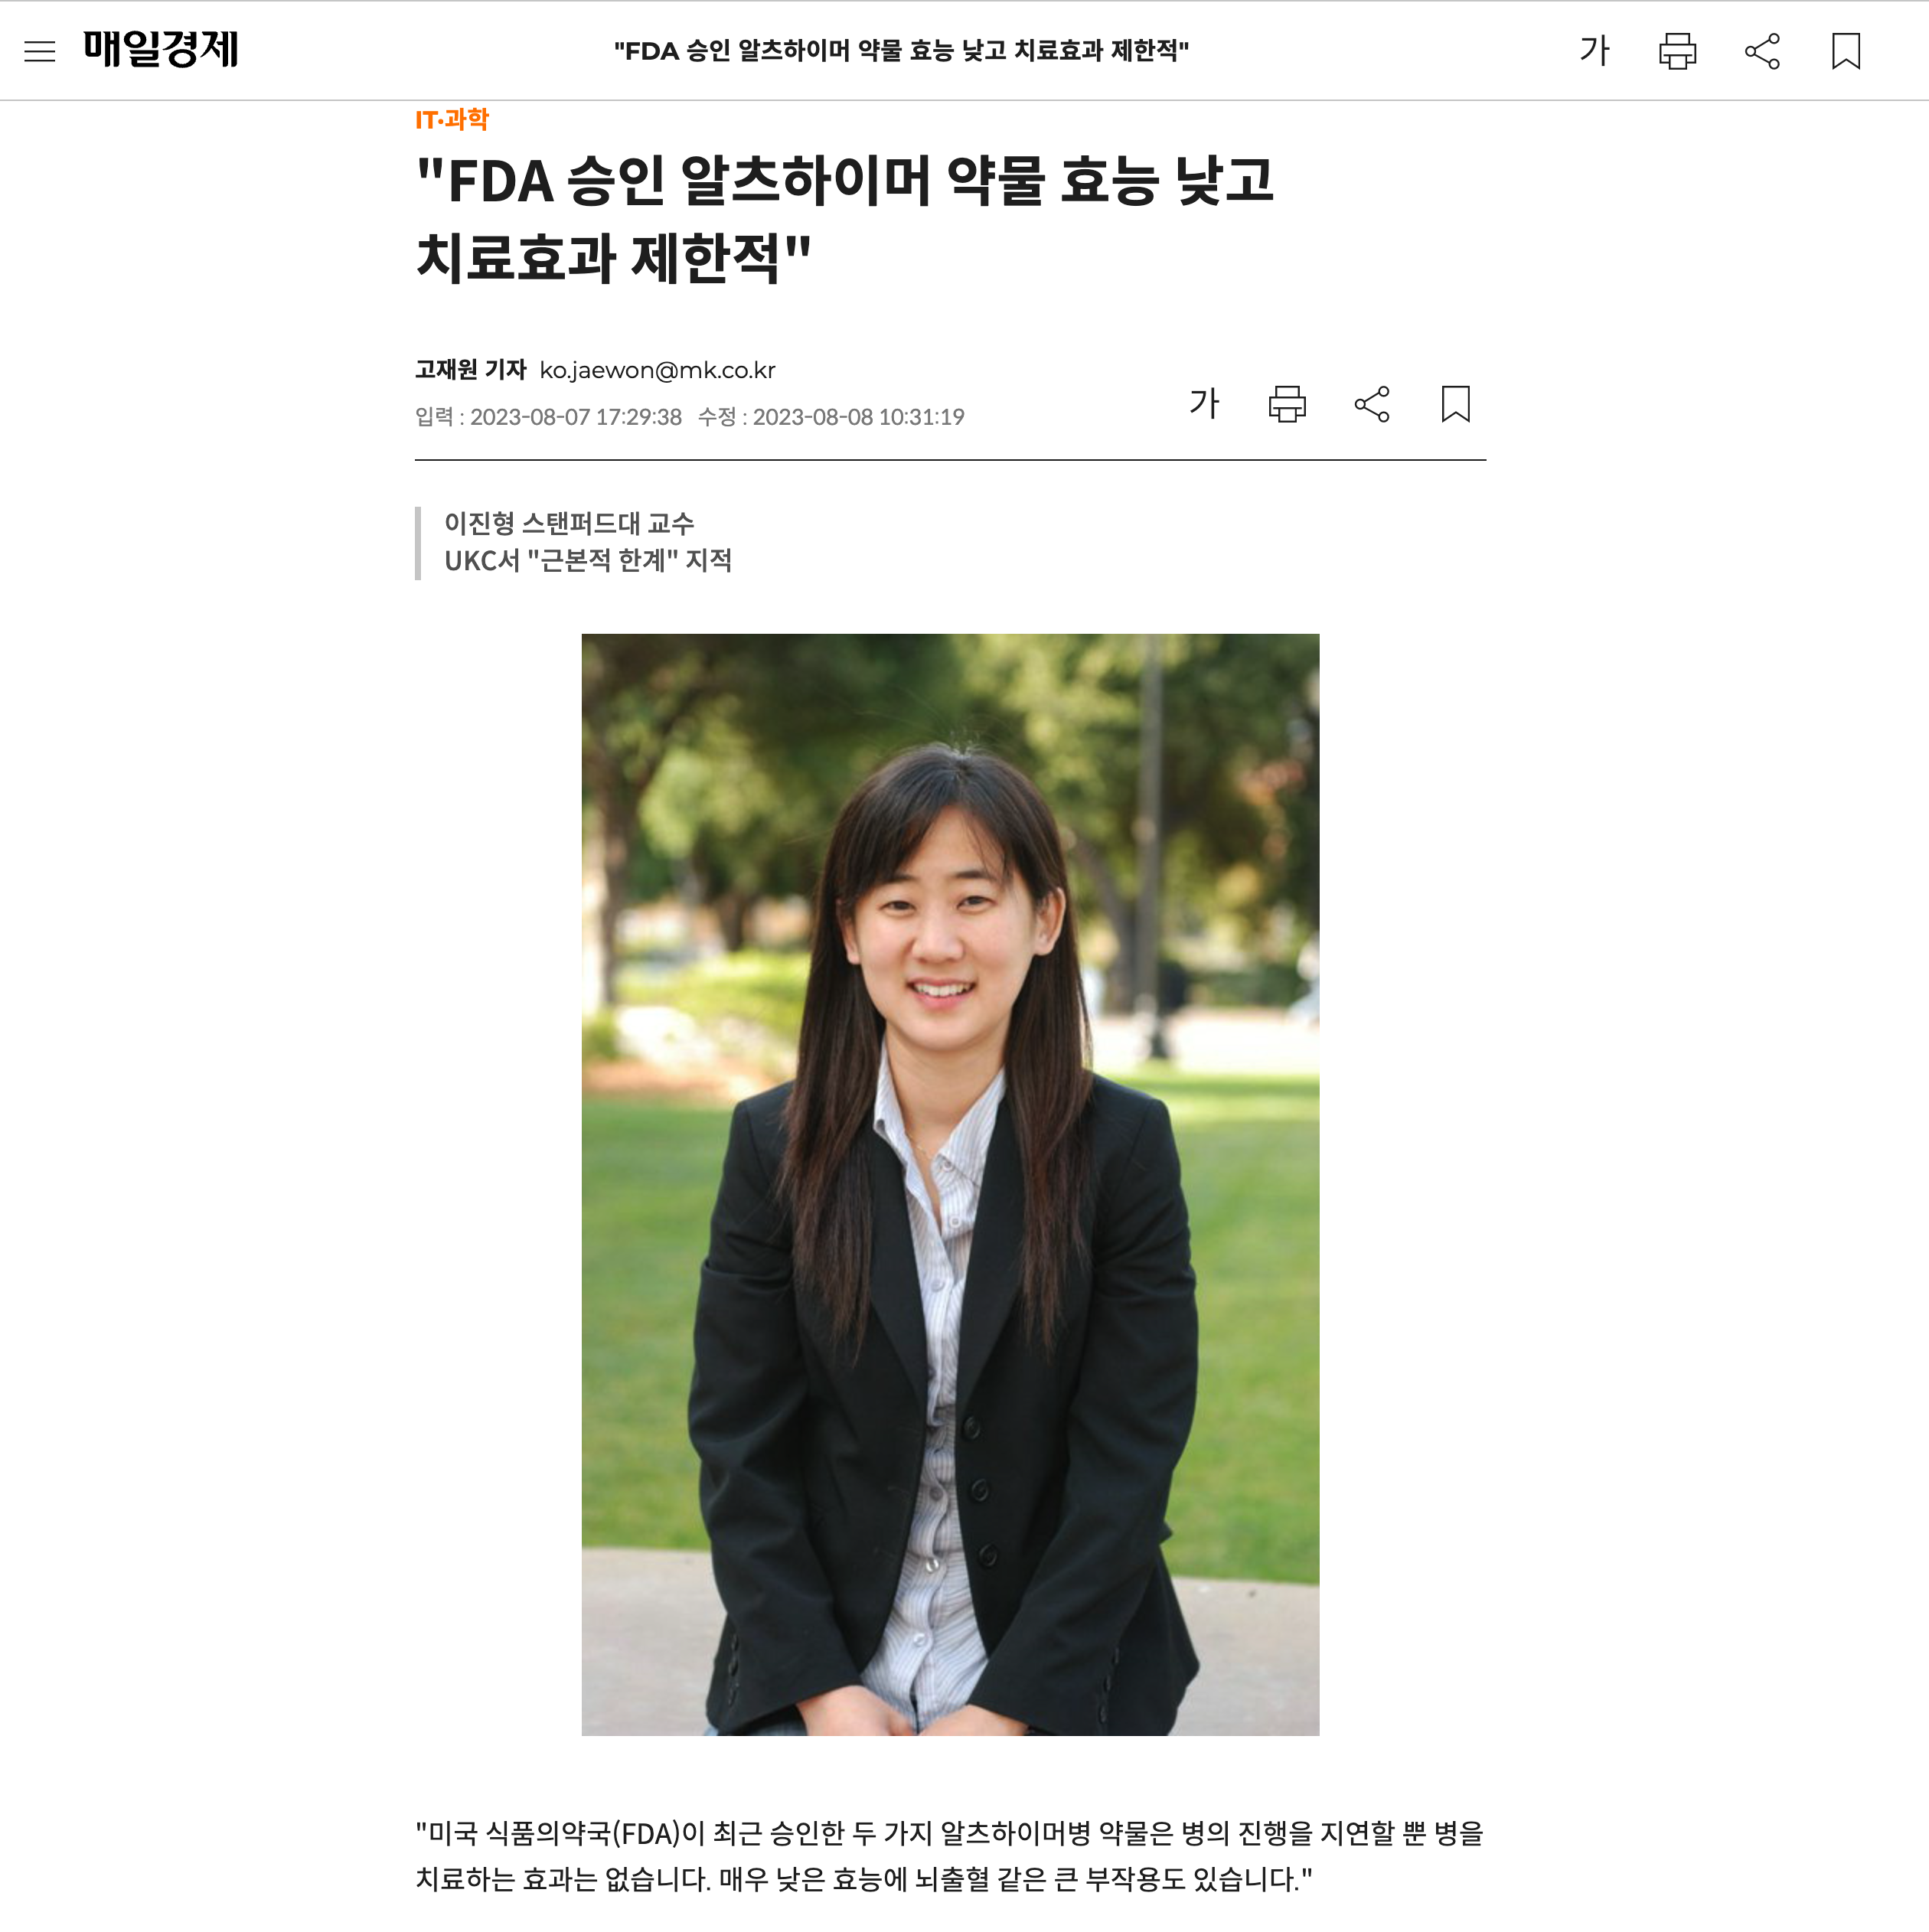 매일경제
"FDA 승인 알츠하이머 약물 효능 낮고 치료효과 제한적"
가
IT·과학
"FDA 승인 알츠하이머 약물 효능 낮고
치료효과 제한적"
고재원 기자 ko.jaewon@mk.co.kr
입력 : 2023-08-07 17:29:38 수정 : 2023-08-08 10:31:19
가
이진형 스탠퍼드대 교수
UKC서 "근본적 한계" 지적
"미국 식품의약국(FDA)이 최근 승인한 두 가지 알츠하이머병 약물은 병의 진행을 지연할 뿐 병을
치료하는 효과는 없습니다. 매우 낮은 효능에 뇌출혈 같은 큰 부작용도 있습니다."